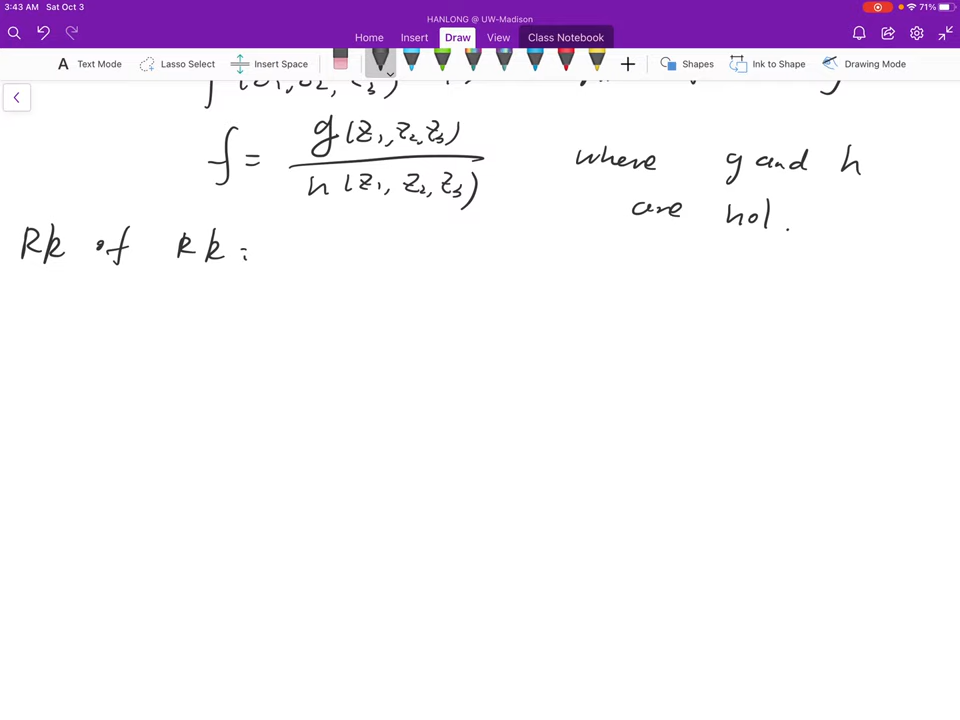 3:43 AM Sat Oct 3
71%
HANLONG @ UW-Madison
Home Insert Draw View Class Notebook
Text Mode Lasso Select Insert Space Shapes Ink to Shape Drawing Mode
f = g(z₁, z₂, z₃) / h(z₁, z₂, z₃) where g and h
are hol.
Rk of Rk: